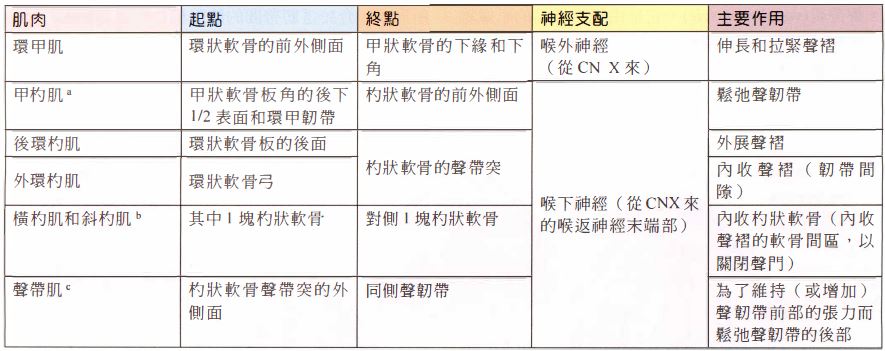 肌肉
起點
終點
神經支配
主要作用
環甲肌
環狀軟骨的前外側面
甲狀軟骨的下緣和下
角
喉外神經
（從 CN X 來）
伸長和拉緊聲褶
甲杓肌 a
甲狀軟骨板角的後下
1/2 表面和環甲韌帶
杓狀軟骨的前外側面
喉下神經（從 CNX 來
的喉返神經末端部）
鬆弛聲韌帶
後環杓肌
環狀軟骨板的後面
杓狀軟骨的聲帶突
外展聲褶
外環杓肌
環狀軟骨弓
內收聲褶（韌帶間
隙）
橫杓肌和斜杓肌 b
其中 1 塊杓狀軟骨
對側 1 塊杓狀軟骨
內收杓狀軟骨（內收
聲褶的軟骨間區，以
關閉聲門）
聲帶肌 c
杓狀軟骨聲帶突的外
側面
同側聲韌帶
為了維持（或增加）
聲韌帶前部的張力而
鬆弛聲韌帶的後部